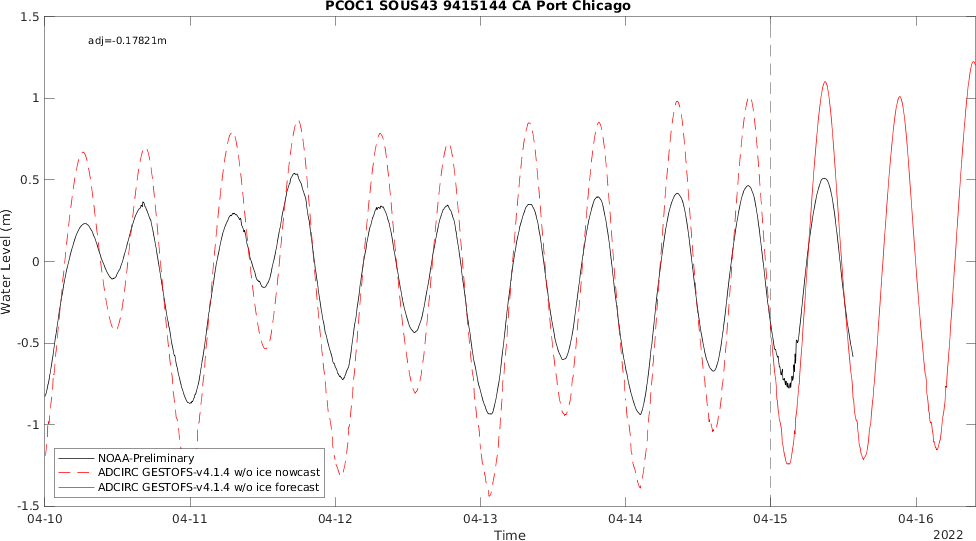 PCOC1 SOUS43 9415144 CA Port Chicago
adj=-0.17821m
1.5
1
0.5
0
-0.5
-1
-1.5
Water Level (m)
NOAA-Preliminary
ADCIRC GESTOFS-v4.1.4 w/o ice nowcast
ADCIRC GESTOFS-v4.1.4 w/o ice forecast
04-10 04-11 04-12 04-13 04-14 04-15 04-16
Time
2022